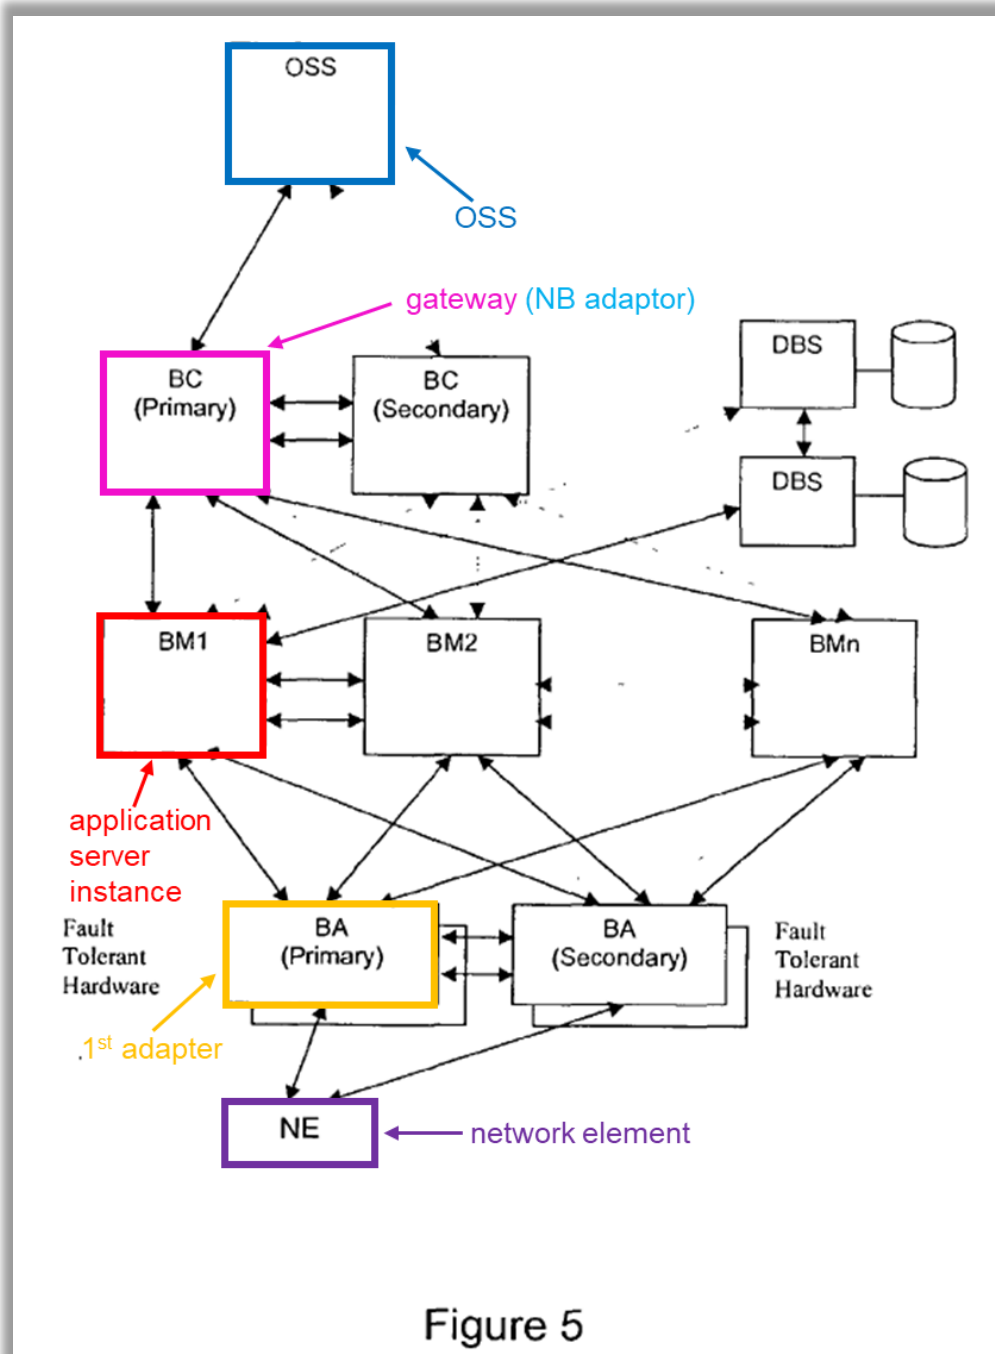 OSS
OSS
gateway (NB adaptor)
BC
(Primary)
BC
(Secondary)
DBS
DBS
BM1
BM2
BMn
application
server
instance
Fault
Tolerant
Hardware
BA
(Primary)
BA
(Secondary)
Fault
Tolerant
Hardware
.1st adapter
NE
network element
Figure 5